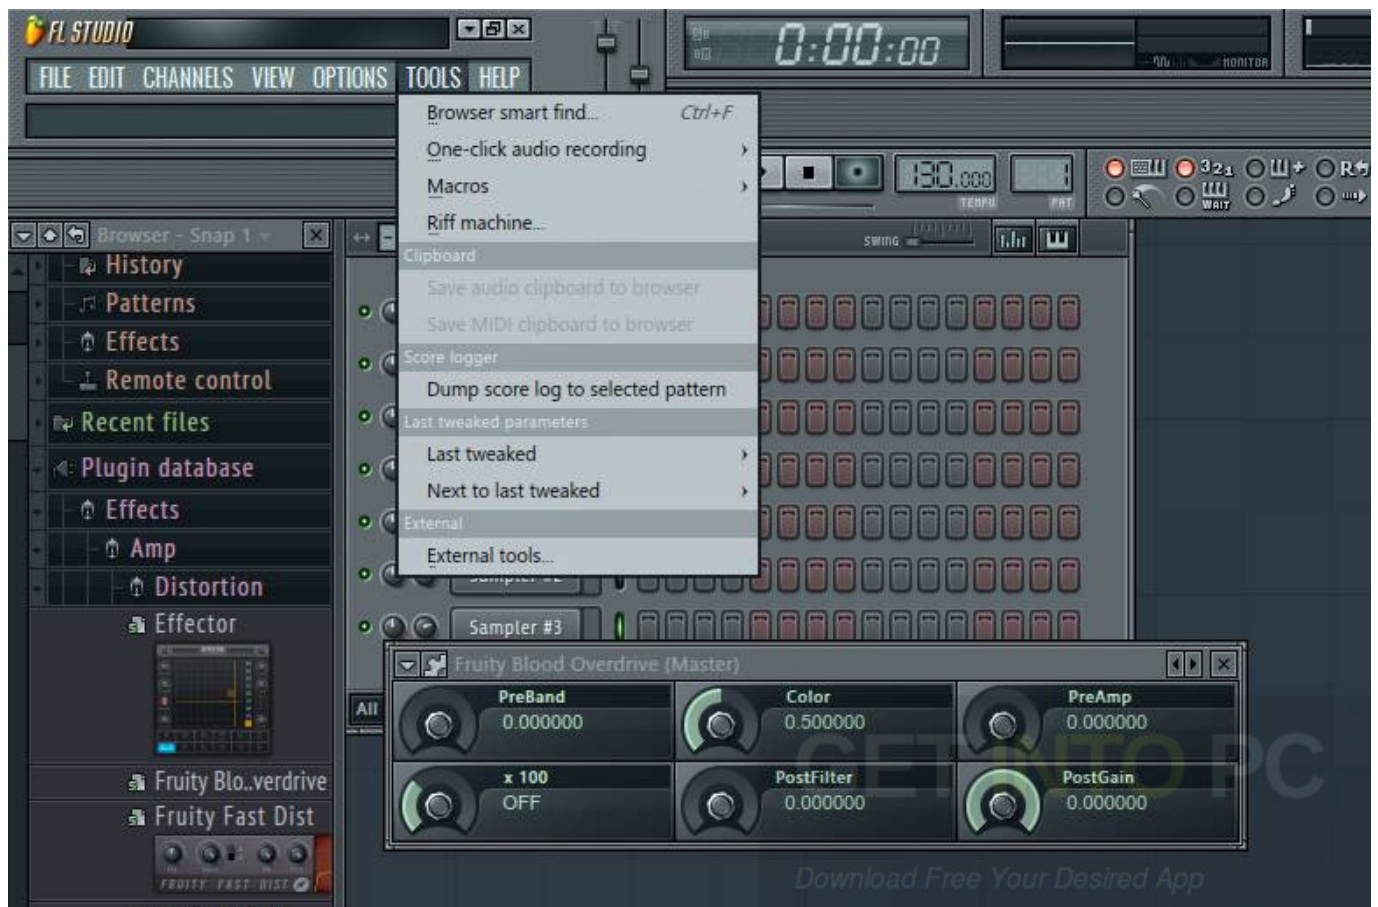 FL STUDIO
FILE EDIT CHANNELS VIEW OPTIONS TOOLS HELP
0:00:00
MONITOR
Browser smart find... Ctrl+F
One-click audio recording
Macros
Riff machine...
Clipboard
Save audio clipboard to browser
Save MIDI clipboard to browser
Score logger
Dump score log to selected pattern
Last tweaked parameters
Last tweaked
Next to last tweaked
External
External tools...
130.000
TEMPO
1
PAT
321
R
WAIT
SWING
Browser - Snap 1
History
Patterns
Effects
Remote control
Recent files
Plugin database
Effects
Amp
Distortion
Effector
Fruity Blo..verdrive
Fruity Fast Dist
FRUITY FAST DIST
Sampler #2
Sampler #3
All
Fruity Blood Overdrive (Master)
PreBand
0.000000
Color
0.500000
PreAmp
0.000000
x 100
OFF
PostFilter
0.000000
PostGain
0.000000
GET INTO PC
Download Free Your Desired App